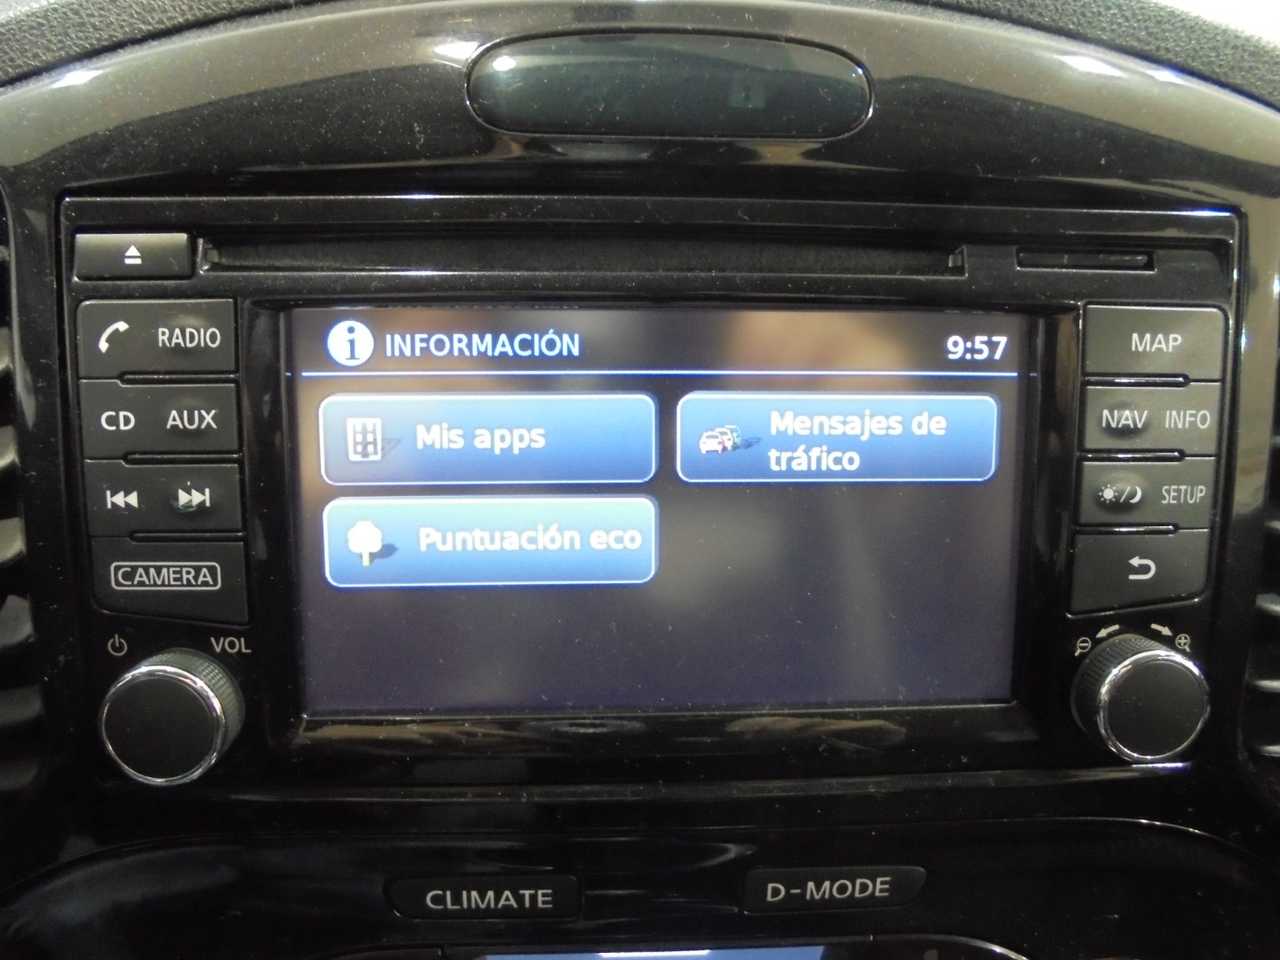 RADIO
CD AUX
CAMERA
VOL
i INFORMACIÓN 9:57
Mis apps
Mensajes de
tráfico
Puntuación eco
MAP
NAV INFO
SETUP
CLIMATE
D-MODE